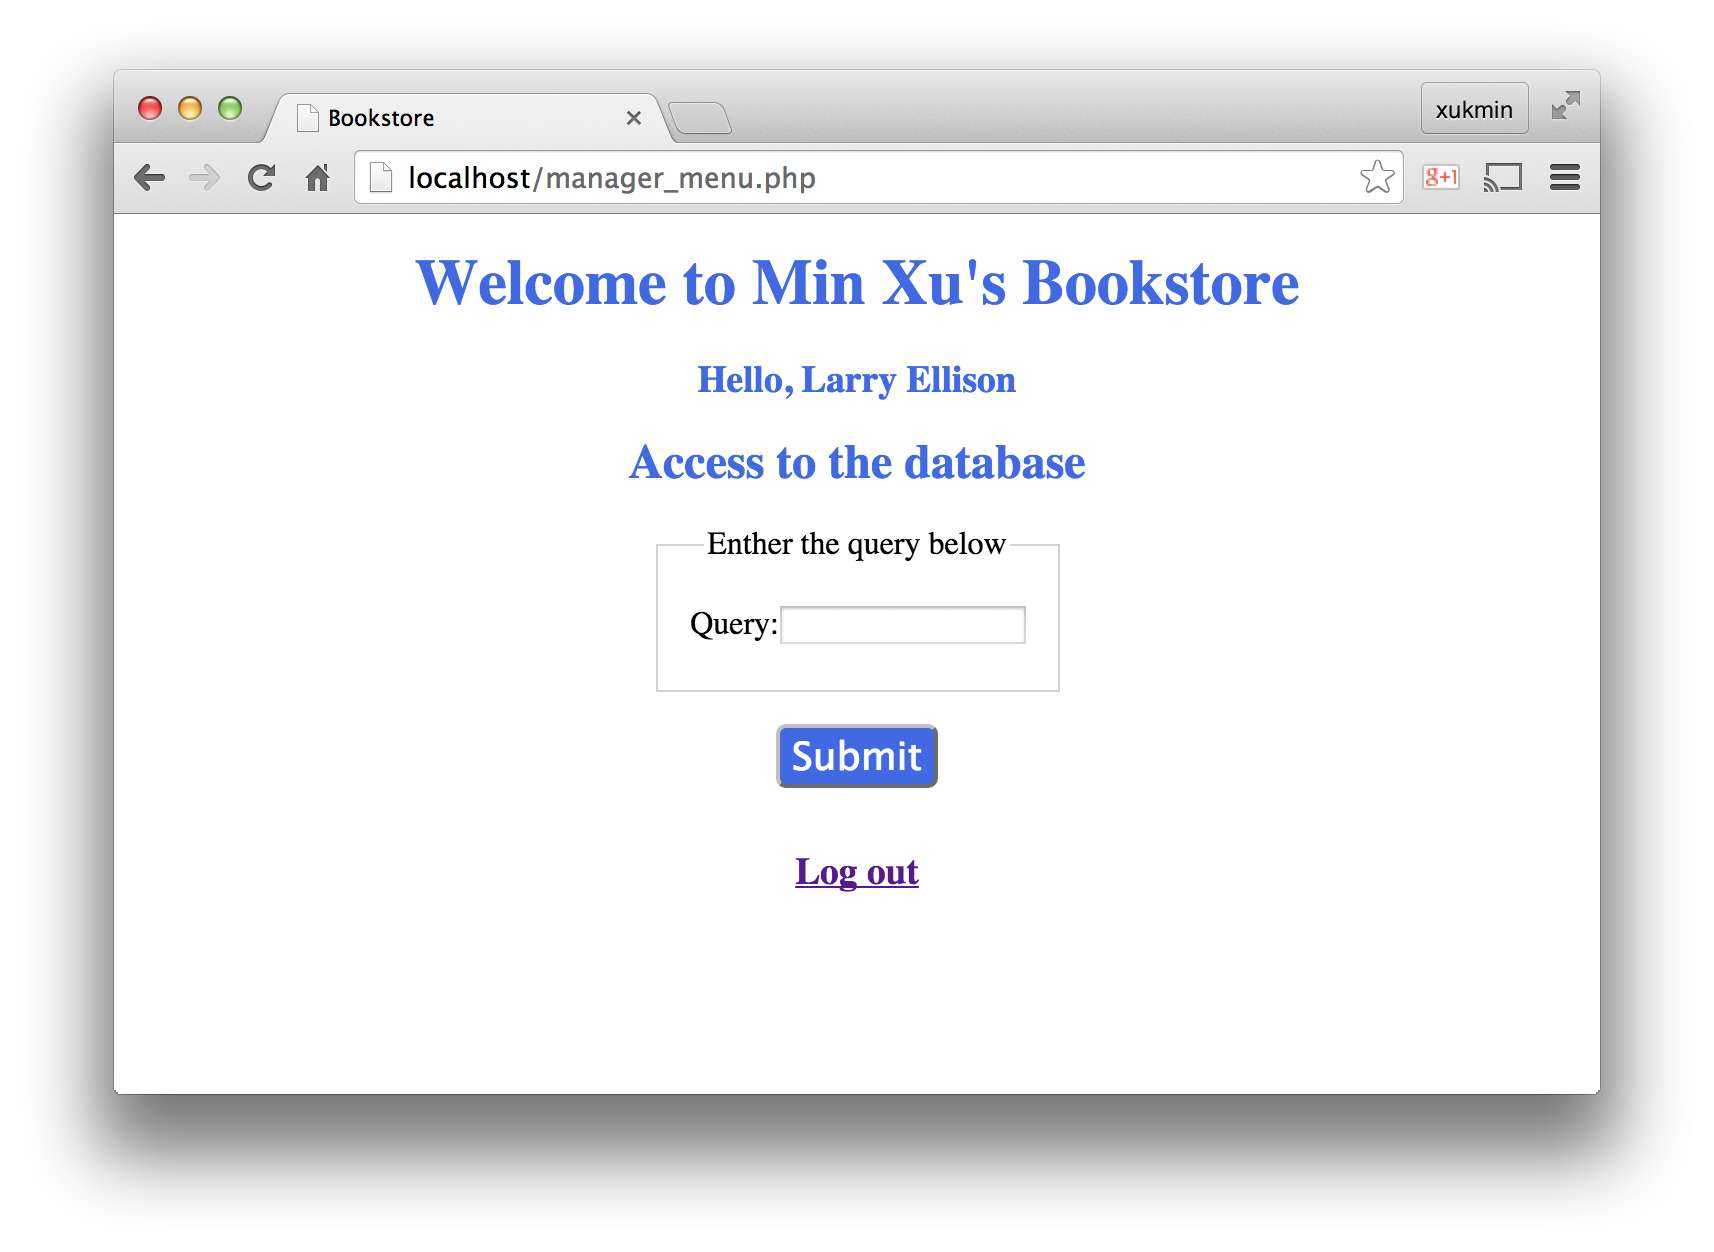 Bookstore
xukmin
localhost/manager_menu.php
g+1
Welcome to Min Xu's Bookstore
Hello, Larry Ellison
Access to the database
Enther the query below
Query:
Submit
Log out